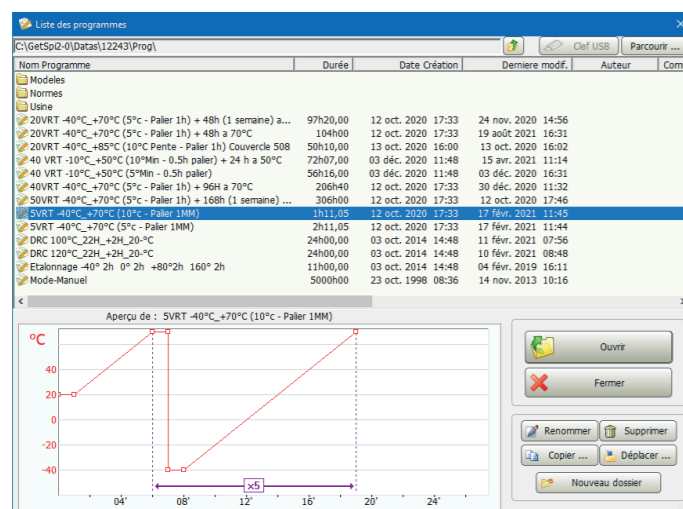 Liste des programmes
C:\GetSpi2-0\Datas\12243\Prog\ Clef USB Parcourir ...
Nom Programme Durée Date Création Derniere modif. Auteur Com
Modeles
Normes
Usine
20VRT -40°C_+70°C (5°c - Palier 1h) + 48h (1 semaine) a... 97h20,00 12 oct. 2020 17:33 24 nov. 2020 14:56
20VRT -40°C_+70°C (5°c - Palier 1h) + 48h a 70°C 104h00 12 oct. 2020 17:33 19 août 2021 16:31
20VRT -40°C_+85°C (10°C Pente - Palier 1h) Couvercle 508 50h10,00 13 oct. 2020 16:00 13 oct. 2020 16:02
40 VRT -10°C_+50°C (10°Min - 0.5h palier) + 24 h a 50°C 72h07,00 03 déc. 2020 11:48 15 avr. 2021 11:14
40 VRT -10°C_+50°C (5°Min - 0.5h palier) 56h16,00 03 déc. 2020 11:48 03 déc. 2020 16:31
40VRT -40°C_+70°C (5°c - Palier 1h) + 96H a 70°C 206h40 12 oct. 2020 17:33 30 déc. 2020 11:32
50VRT -40°C_+70°C (5°c - Palier 1h) + 168h (1 semaine) ... 306h00 12 oct. 2020 17:33 12 oct. 2020 17:46
5VRT -40°C_+70°C (10°c - Palier 1MM) 1h11,05 12 oct. 2020 17:33 17 févr. 2021 11:45
5VRT -40°C_+70°C (5°c - Palier 1MM) 2h11,05 12 oct. 2020 17:33 17 févr. 2021 11:44
DRC 100°C_22H_+2H_20-°C 24h00,00 03 oct. 2014 14:48 11 févr. 2021 07:56
DRC 120°C_22H_+2H_20-°C 24h00,00 03 oct. 2014 14:48 10 févr. 2021 08:48
Etalonnage -40° 2h 0° 2h +80°2h 160° 2h 11h00,00 03 oct. 2014 14:48 04 févr. 2019 16:11
Mode-Manuel 5000h00 23 oct. 1998 08:36 14 nov. 2013 10:16
Aperçu de : 5VRT -40°C_+70°C (10°c - Palier 1MM)
°C
40
20
0
-20
-40
x5
04' 08' 12' 16' 20' 24'
Ouvrir
Fermer
Renommer Supprimer
Copier ... Déplacer ...
Nouveau dossier